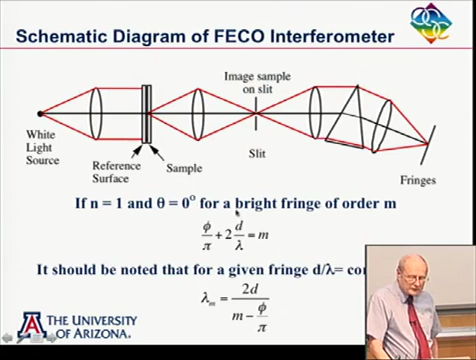 Schematic Diagram of FECO Interferometer
Image sample
on slit
White
Light
Source
Reference
Surface
Sample
Slit
Fringes
If n = 1 and θ = 0° for a bright fringe of order m
ϕ/π + 2 d/λ = m
It should be noted that for a given fringe d/λ=
λm = 2d / (m − ϕ/π)
A
THE UNIVERSITY
OF ARIZONA.